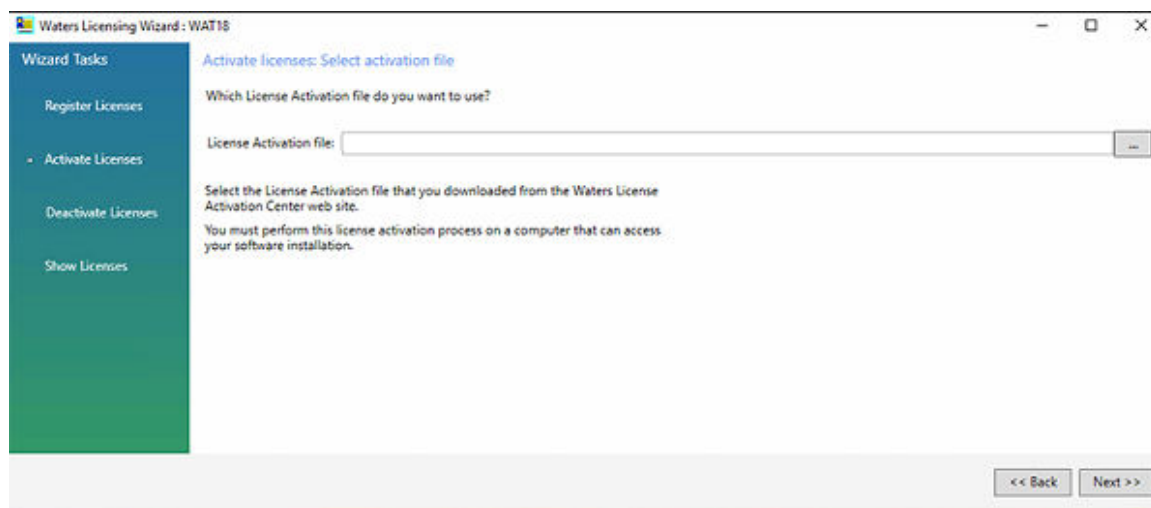 Waters Licensing Wizard : WAT18
Wizard Tasks
Register Licenses
Activate Licenses
Deactivate Licenses
Show Licenses
Activate licenses: Select activation file
Which License Activation file do you want to use?
License Activation file:
...
Select the License Activation file that you downloaded from the Waters License
Activation Center web site.
You must perform this license activation process on a computer that can access
your software installation.
<< Back
Next >>